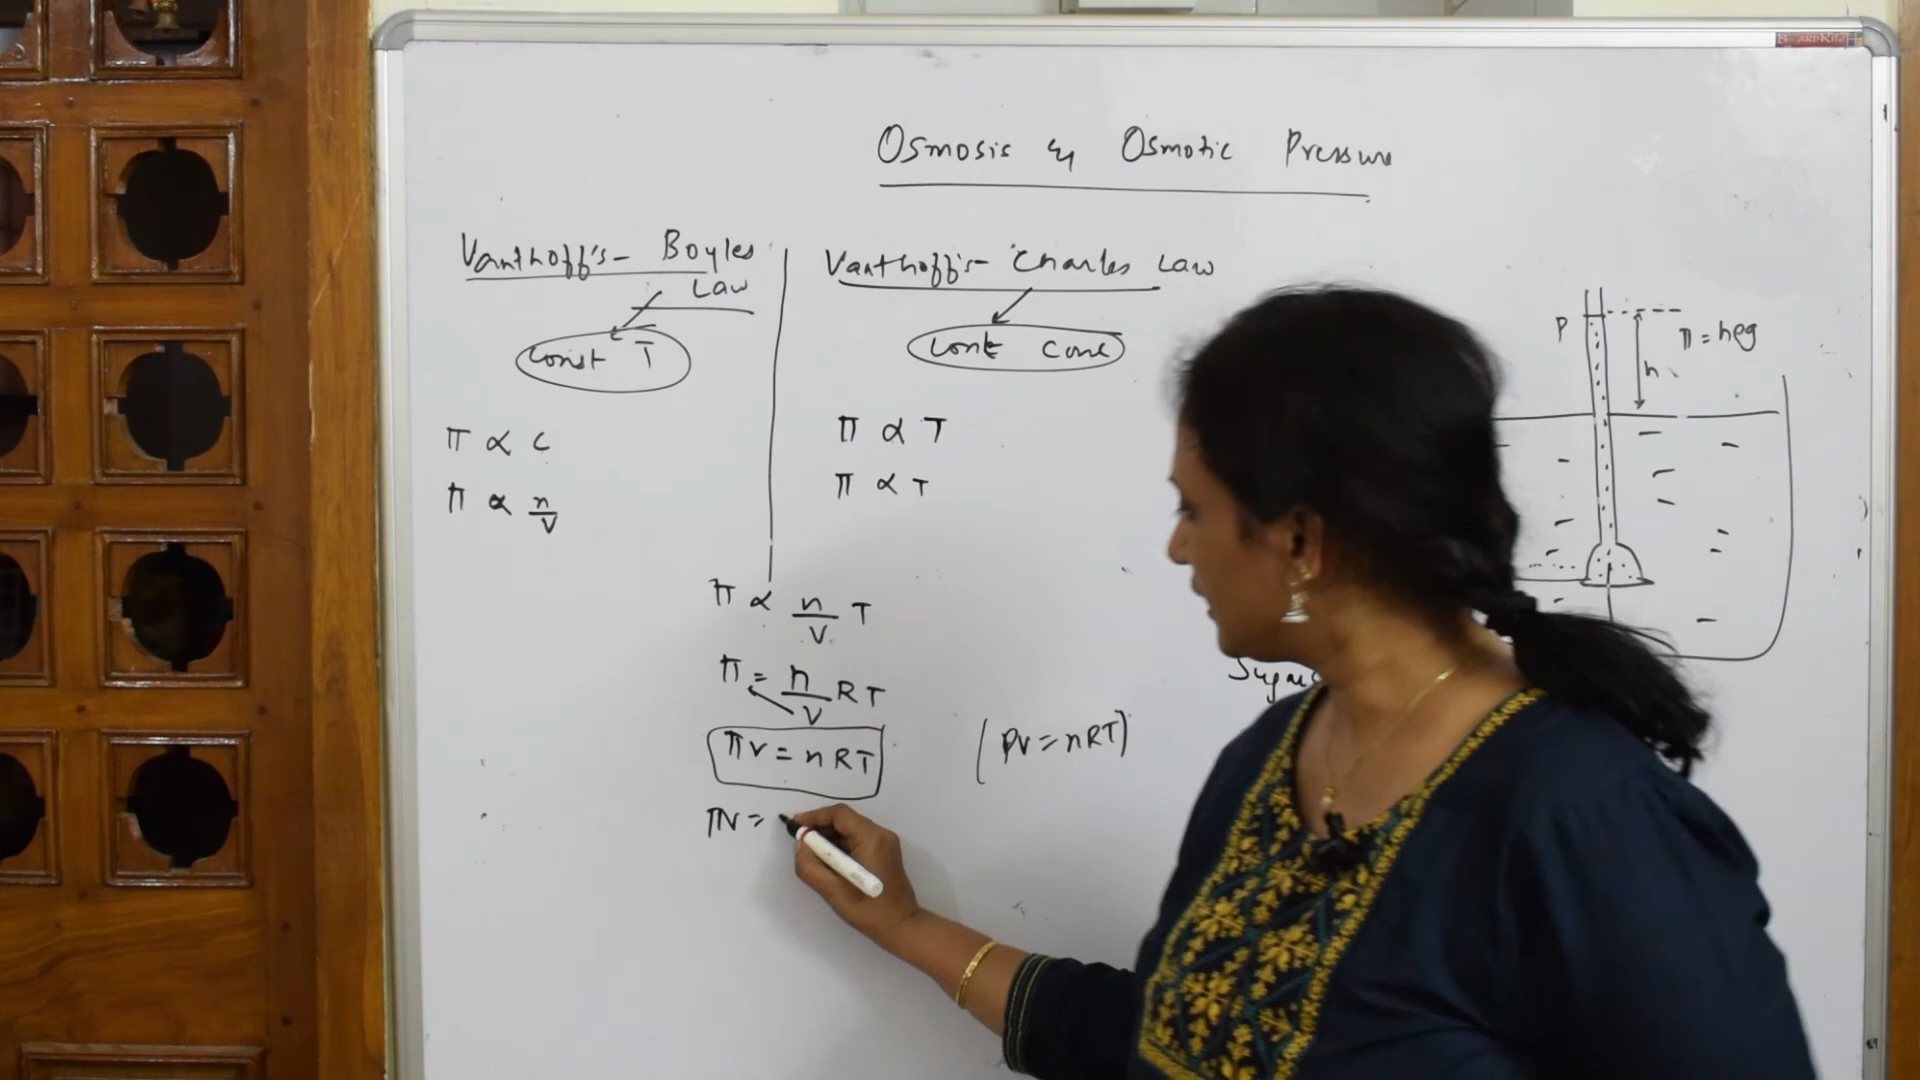 Osmosis & Osmotic Pressure
Vanthoff's - Boyles
Law
const T
π ∝ c
π ∝ n/V
Vanthoff's - Charles Law
const conc
π ∝ T
π ∝ T
π ∝ n/V T
π = n/V RT
πV = nRT
(PV = nRT)
πV =
P
π = hρg
h
Sugar